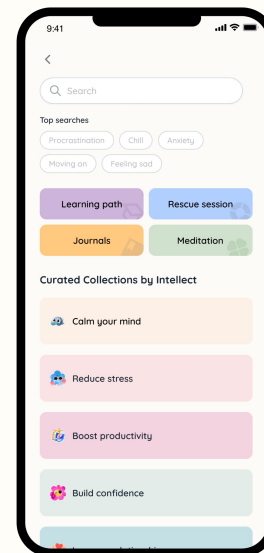 9:41
Search
Top searches
Procrastination Chill Anxiety
Moving on Feeling sad
Learning path Rescue session
Journals Meditation
Curated Collections by Intellect
Calm your mind
Reduce stress
Boost productivity
Build confidence